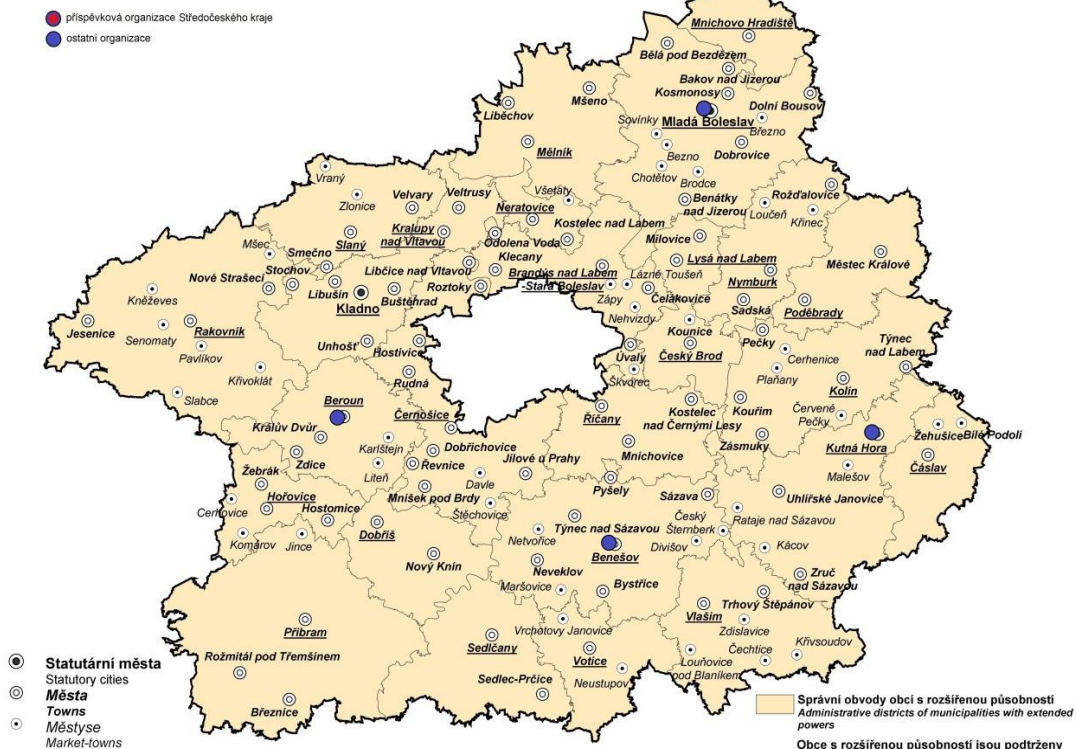 příspěvková organizace Středočeského kraje
ostatní organizace
Mnichovo Hradiště
Bělá pod Bezdězem
Bakov nad Jizerou
Kosmonosy
Mšeno
Liběchov
Dolní Bousov
Mladá Boleslav
Sovínky
Březno
Mělník
Bezno
Dobrovice
Chotětov
Brodce
Vraný
Rožďalovice
Zlonice
Velvary
Veltrusy
Všetaty
Neratovice
Benátky
nad Jizerou
Loučeň
Křinec
Kostelec nad Labem
Slaný
Kralupy
nad Vltavou
Odolena Voda
Milovice
Mšec
Smečno
Klecany
Lysá nad Labem
Městec Králové
Nové Strašecí
Stochov
Libčice nad Vltavou
Brandýs nad Labem
-Stará Boleslav
Lázně Toušeň
Nymburk
Kněževes
Libušin
Buštěhrad
Roztoky
Zápy
Čelákovice
Sadská
Poděbrady
Kladno
Nehvizdy
Jesenice
Senomaty
Rakovník
Kounice
Pavlíkov
Unhošť
Hostivice
Úvaly
Český Brod
Pečky
Týnec
nad Labem
Cerhenice
Křivoklát
Rudná
Škvorec
Plaňany
Kolín
Slabce
Beroun
Černošice
Říčany
Kostelec
nad Černými Lesy
Kouřim
Červené
Pečky
Králův Dvůr
Karlštejn
Dobřichovice
Mnichovice
Zásmuky
Kutná Hora
Žehušice
Bílé Podolí
Zdice
Liteň
Řevnice
Jílové u Prahy
Malešov
Čáslav
Žebrák
Davle
Pyšely
Sázava
Uhlířské Janovice
Hořovice
Mníšek pod Brdy
Štěchovice
Cerhovice
Hostomice
Dobříš
Týnec nad Sázavou
Český
Šternberk
Rataje nad Sázavou
Komárov
Jince
Netvořice
Benešov
Divišov
Kácov
Nový Knín
Neveklov
Maršovice
Bystřice
Zruč
nad Sázavou
Vlašim
Trhový Štěpánov
Příbram
Vrchotovy Janovice
Zdislavice
Sedlčany
Votice
Louňovice
pod Blaníkem
Čechtice
Křivsoudov
Rožmitál pod Třemšínem
Neustupov
Sedlec-Prčice
Březnice
Statutární města
Statutory cities
Města
Towns
Městyse
Market-towns
Správní obvody obcí s rozšířenou působností
Administrative districts of municipalities with extended
powers
Obce s rozšířenou působností jsou podtrženy